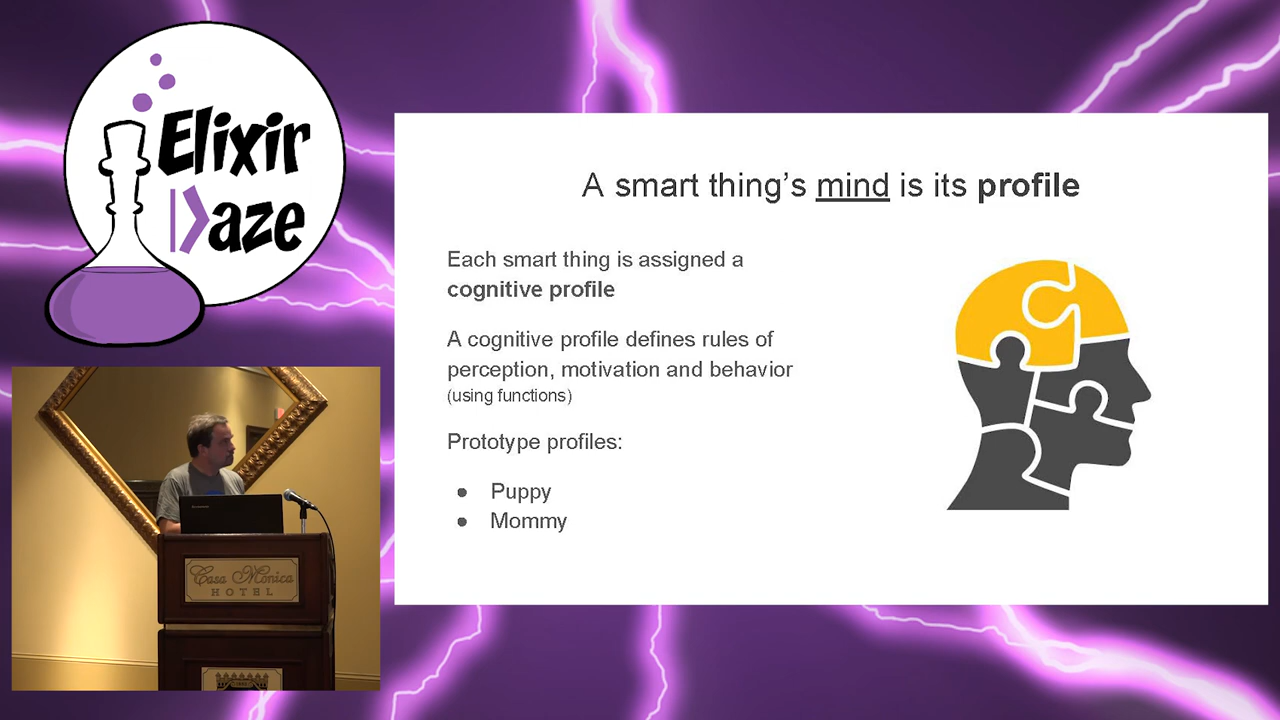 Elixir
Daze
A smart thing's mind is its profile
Each smart thing is assigned a
cognitive profile
A cognitive profile defines rules of
perception, motivation and behavior
(using functions)
Prototype profiles:
● Puppy
● Mommy
Casa Monica
HOTEL